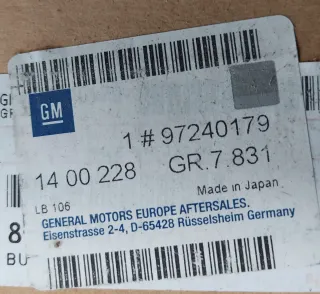 GM
1 # 97240179
14 00 228 GR.7.831
Made in Japan
LB 106
GENERAL MOTORS EUROPE AFTERSALES.
Eisenstrasse 2-4, D-65428 Rüsselsheim Germany
8
BU